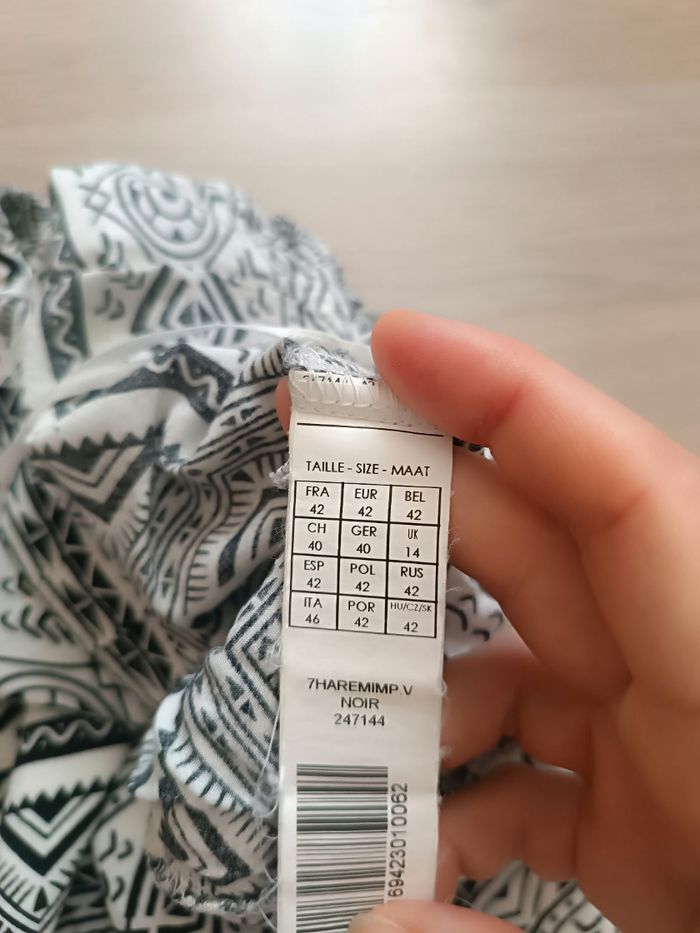 TAILLE - SIZE - MAAT
FRA EUR BEL
42 42 42
CH GER UK
40 40 14
ESP POL RUS
42 42 42
ITA POR HU/CZ/SK
46 42 42
7HAREMIMP.V
NOIR
247144
69423010062